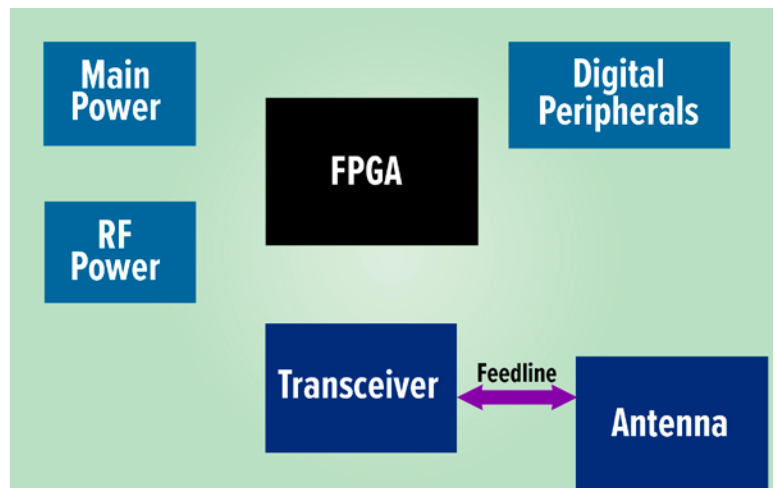 Main
Power
Digital
Peripherals
FPGA
RF
Power
Transceiver
Feedline
Antenna